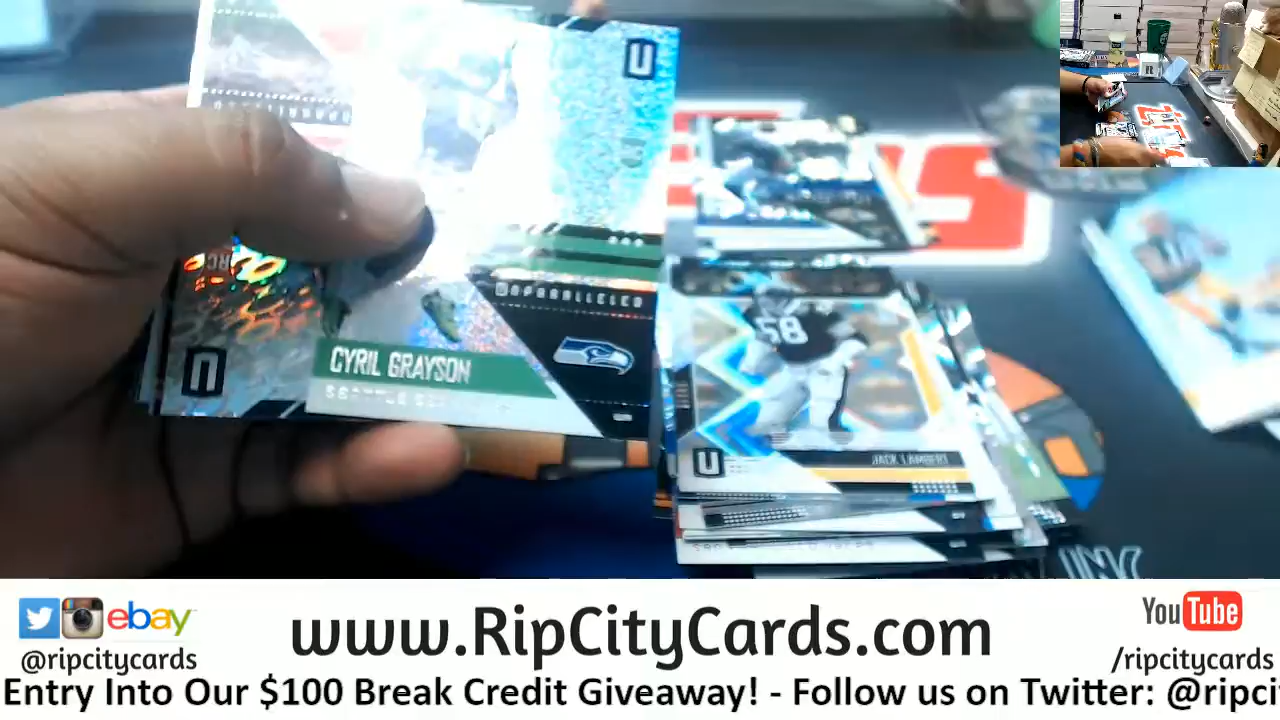 U
UNPARALLELED
CYRIL GRAYSON
RC
U
58
JACK LAMBERT
U
ebay
@ripcitycards
www.RipCityCards.com
YouTube
/ripcitycards
Entry Into Our $100 Break Credit Giveaway! - Follow us on Twitter: @ripci